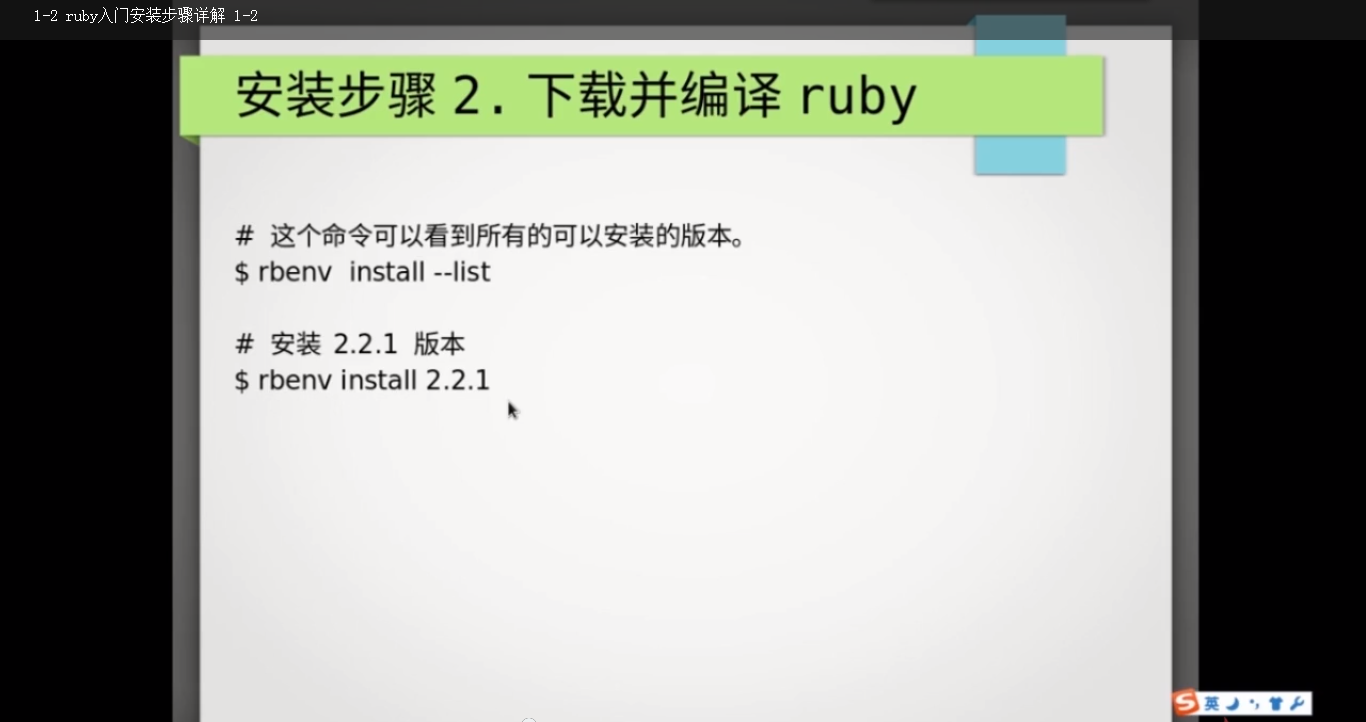 1-2 ruby入门安装步骤详解 1-2
安装步骤 2. 下载并编译 ruby
# 这个命令可以看到所有的可以安装的版本。
$ rbenv install --list
# 安装 2.2.1 版本
$ rbenv install 2.2.1
英